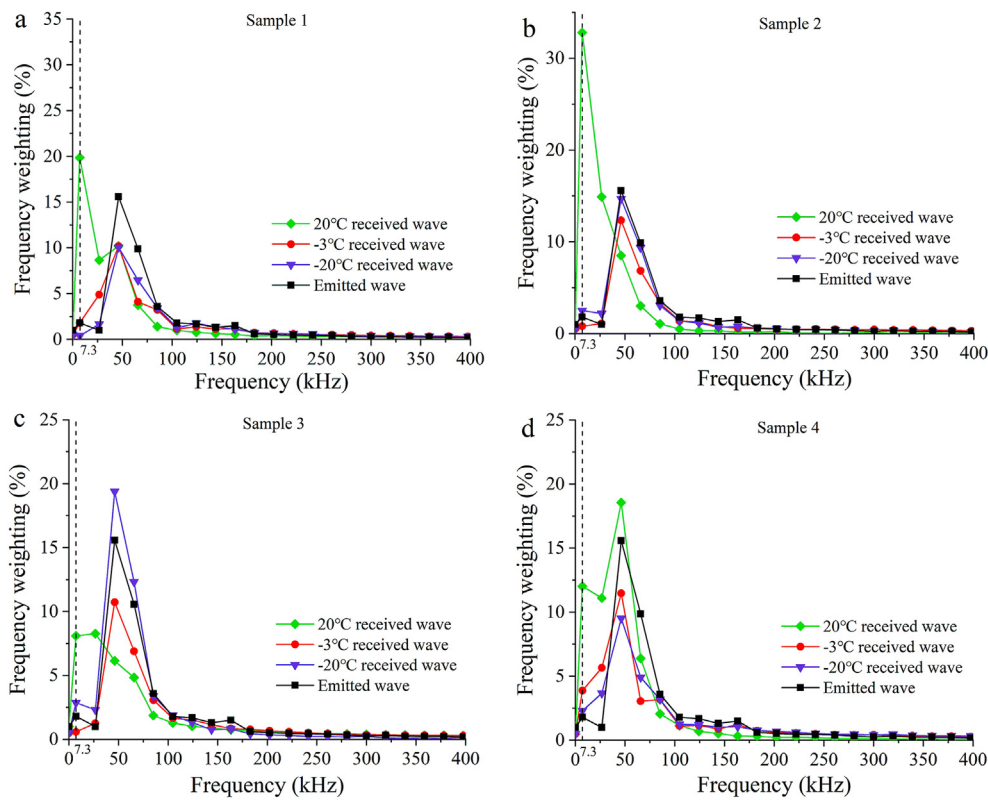 a
Sample 1
35
30
25
20
15
10
5
0
Frequency weighting (%)
20°C received wave
-3°C received wave
-20°C received wave
Emitted wave
0 7.3 50 100 150 200 250 300 350 400
Frequency (kHz)
b
Sample 2
30
20
10
0
Frequency weighting (%)
20°C received wave
-3°C received wave
-20°C received wave
Emitted wave
0 7.3 50 100 150 200 250 300 350 400
Frequency (kHz)
c
Sample 3
25
20
15
10
5
0
Frequency weighting (%)
20°C received wave
-3°C received wave
-20°C received wave
Emitted wave
0 7.3 50 100 150 200 250 300 350 400
Frequency (kHz)
d
Sample 4
25
20
15
10
5
0
Frequency weighting (%)
20°C received wave
-3°C received wave
-20°C received wave
Emitted wave
0 7.3 50 100 150 200 250 300 350 400
Frequency (kHz)